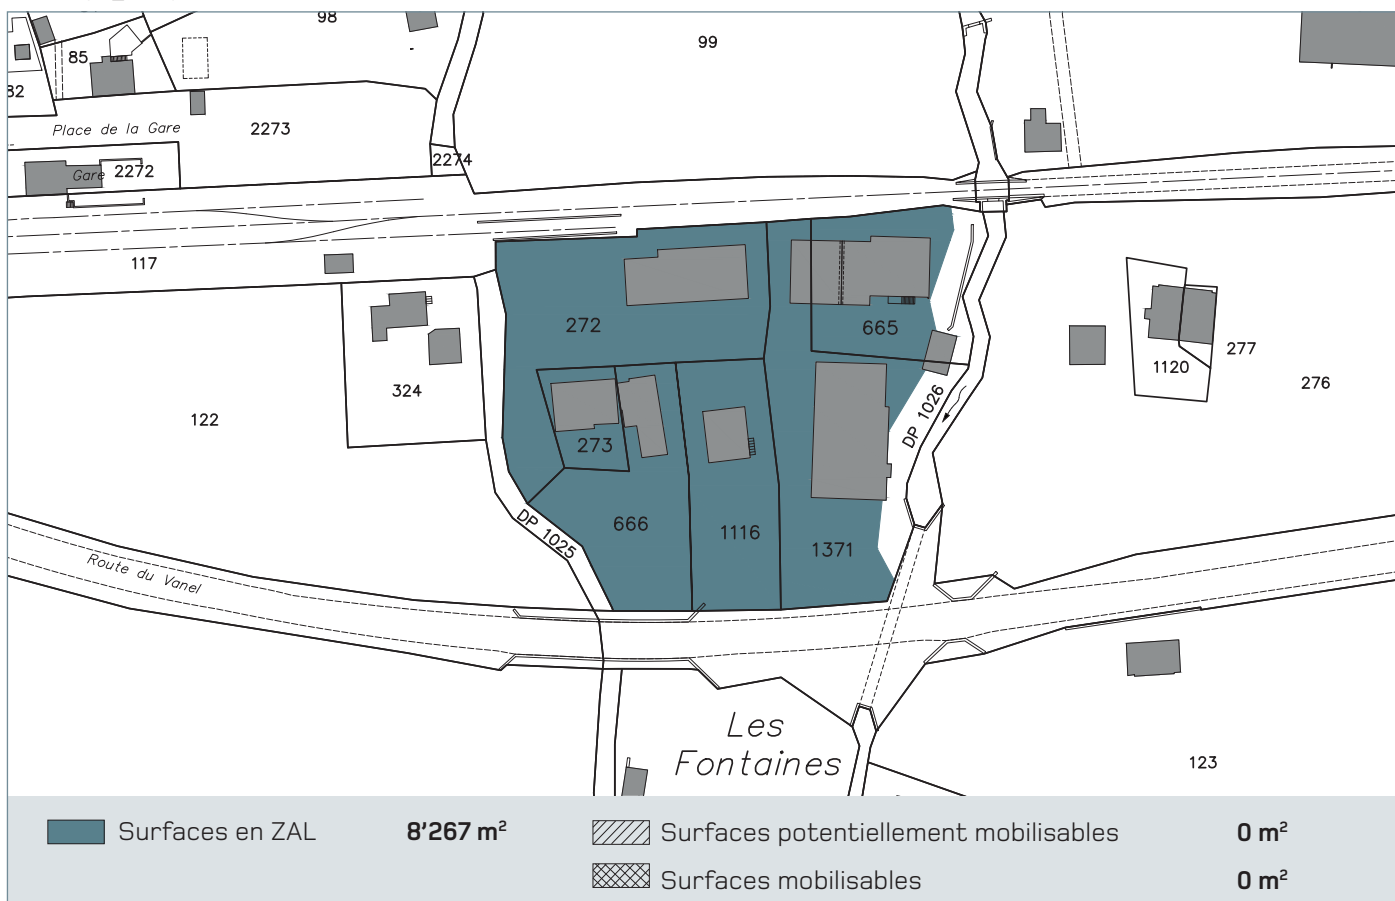 98
99
85
82
Place de la Gare
2273
2274
Gare
2272
117
272
665
324
122
273
DP 1026
277
1120
276
DP 1025
666
1116
1371
Route du Vanel
Les
Fontaines
123
Surfaces en ZAL 8'267 m²
Surfaces potentiellement mobilisables 0 m²
Surfaces mobilisables 0 m²